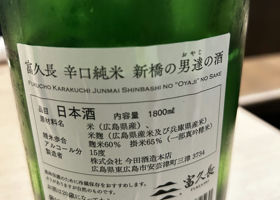 おやじ
富久長 辛口純米 新橋の男達の酒
FUKUCHO KARAKUCHI JUNMAI SHINBASHI NO "OYAJI" NO SAKE
品目 日本酒 内容量 1800ml
原材料名 米(広島県産)、
米麹(広島県産米及び兵庫県産米)
精米歩合 麹米60% 掛米65% (一部真の精米)
アルコール分 15度
製造者 株式会社 今田酒造本店
広島県東広島市安芸津町三津 3734
富久長